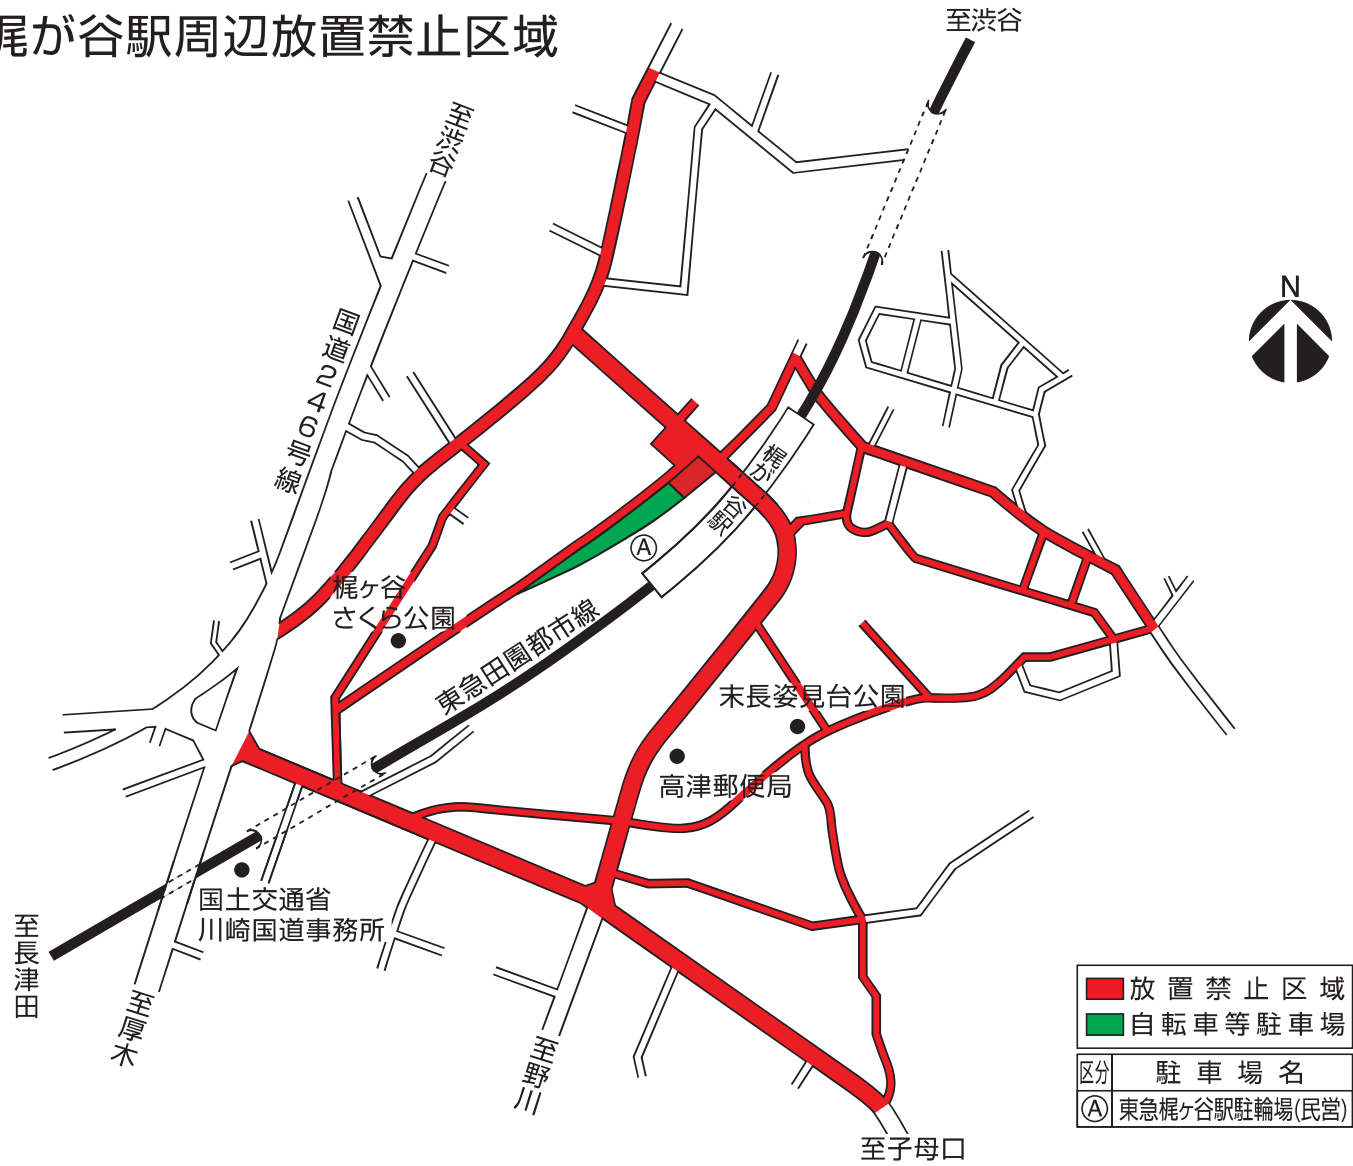 梶が谷駅周辺放置禁止区域
至渋谷
至渋谷
N
国道246号線
梶が谷駅
Ⓐ
梶ヶ谷
さくら公園
東急田園都市線
末長姿見台公園
高津郵便局
国土交通省
川崎国道事務所
至長津田
至厚木
至野川
至子母口
放置禁止区域
自転車等駐車場
区分 駐車場名
Ⓐ 東急梶ヶ谷駅駐輪場(民営)